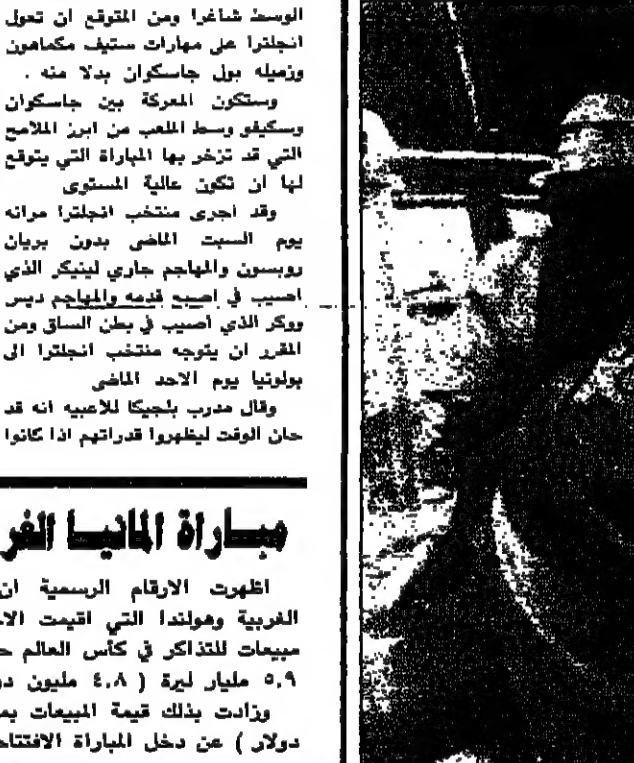 الوسط شاغرا ومن المتوقع ان تعول
انجلترا على مهارات ستيف مكماهون
وزميله بول جاسكوان بدلا منه .
وستكون المعركة بين جاسكوان
وسكيفو وسط الملعب من ابرز الملامح
التي قد تزخر بها المباراة التي يتوقع
لها ان تكون عالية المستوى
وقد اجرى منتخب انجلترا مرانه
يوم السبت الماضى بدون بريان
روبسون والمهاجم جاري لينيكر الذي
اصيب في اصبع قدمه والمهاجم ديس
ووكر الذي اصيب في بطن الساق ومن
المقرر ان يتوجه منتخب انجلترا الى
بولونيا يوم الاحد الماضى
وقال مدرب بلجيكا للاعبيه انه قد
حان الوقت ليظهروا قدراتهم اذا كانوا
مباراة المانيا الغر
اظهرت الارقام الرسمية ان
الغربية وهولندا التي اقيمت الا
مبيعات للتذاكر في كأس العالم ح
٥,٩ مليار ليرة ( ٤,٨ مليون دو
وزادت بذلك قيمة المبيعات بم
دولار ) عن دخل المباراة الافتتاح